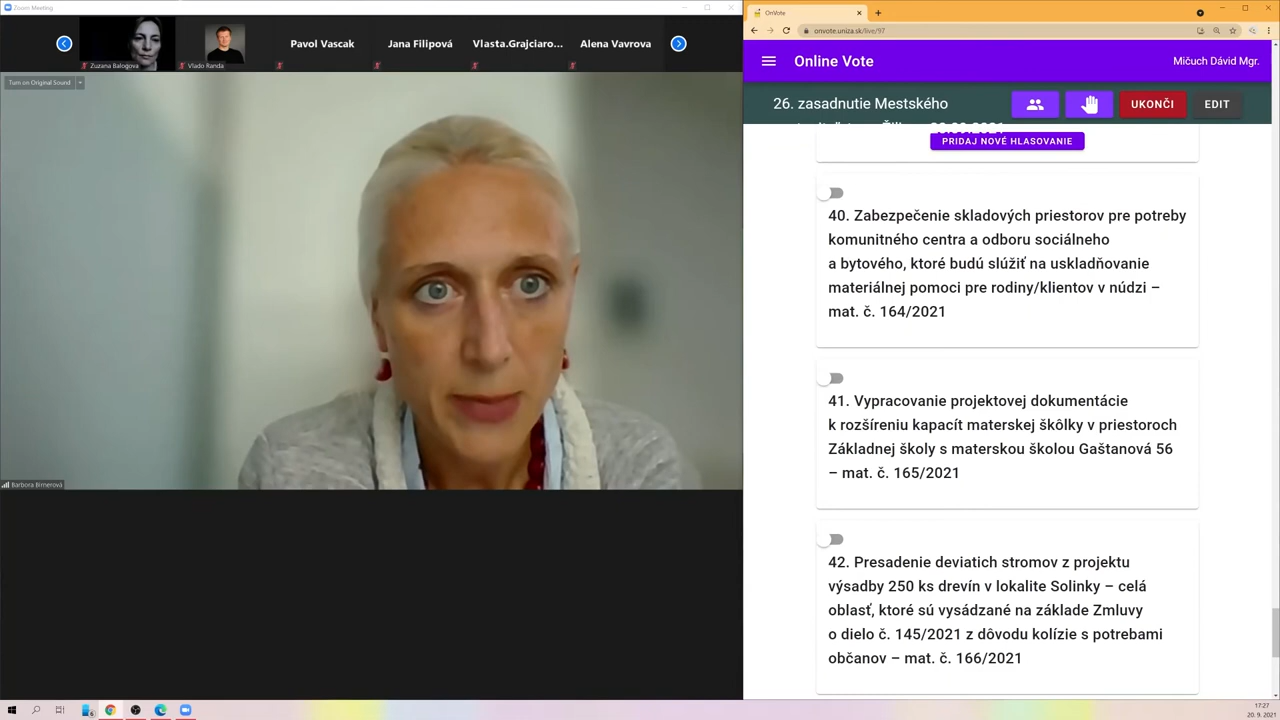 Zoom Meeting
Pavol Vascak
Jana Filipová
Vlasta.Grajciaro...
Alena Vavrova
Zuzana Balogova
Vlado Randa
Turn on Original Sound
Barbora Birnerová
OnVote
onvote.uniza.sk/live/97
Online Vote
Mičuch Dávid Mgr.
26. zasadnutie Mestského
UKONČI
EDIT
PRIDAJ NOVÉ HLASOVANIE
40. Zabezpečenie skladových priestorov pre potreby
komunitného centra a odboru sociálneho
a bytového, ktoré budú slúžiť na uskladňovanie
materiálnej pomoci pre rodiny/klientov v núdzi –
mat. č. 164/2021
41. Vypracovanie projektovej dokumentácie
k rozšíreniu kapacít materskej škôlky v priestoroch
Základnej školy s materskou školou Gaštanová 56
– mat. č. 165/2021
42. Presadenie deviatich stromov z projektu
výsadby 250 ks drevín v lokalite Solinky – celá
oblasť, ktoré sú vysádzané na základe Zmluvy
o dielo č. 145/2021 z dôvodu kolízie s potrebami
občanov – mat. č. 166/2021
17:27
20. 9. 2021